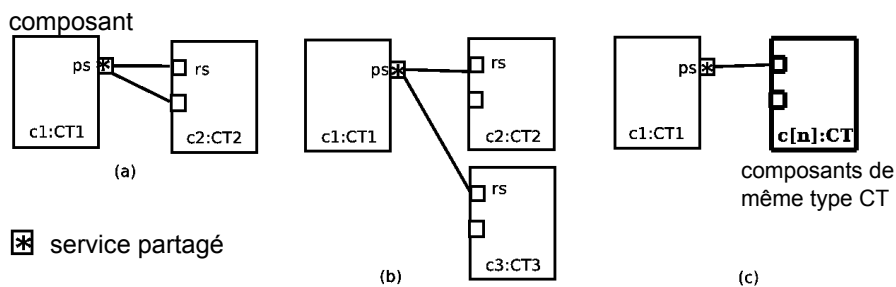 composant
ps
rs
c1:CT1
c2:CT2
(a)
* service partagé
ps
rs
c1:CT1
c2:CT2
rs
c3:CT3
(b)
ps
c1:CT1
c[n]:CT
composants de
même type CT
(c)